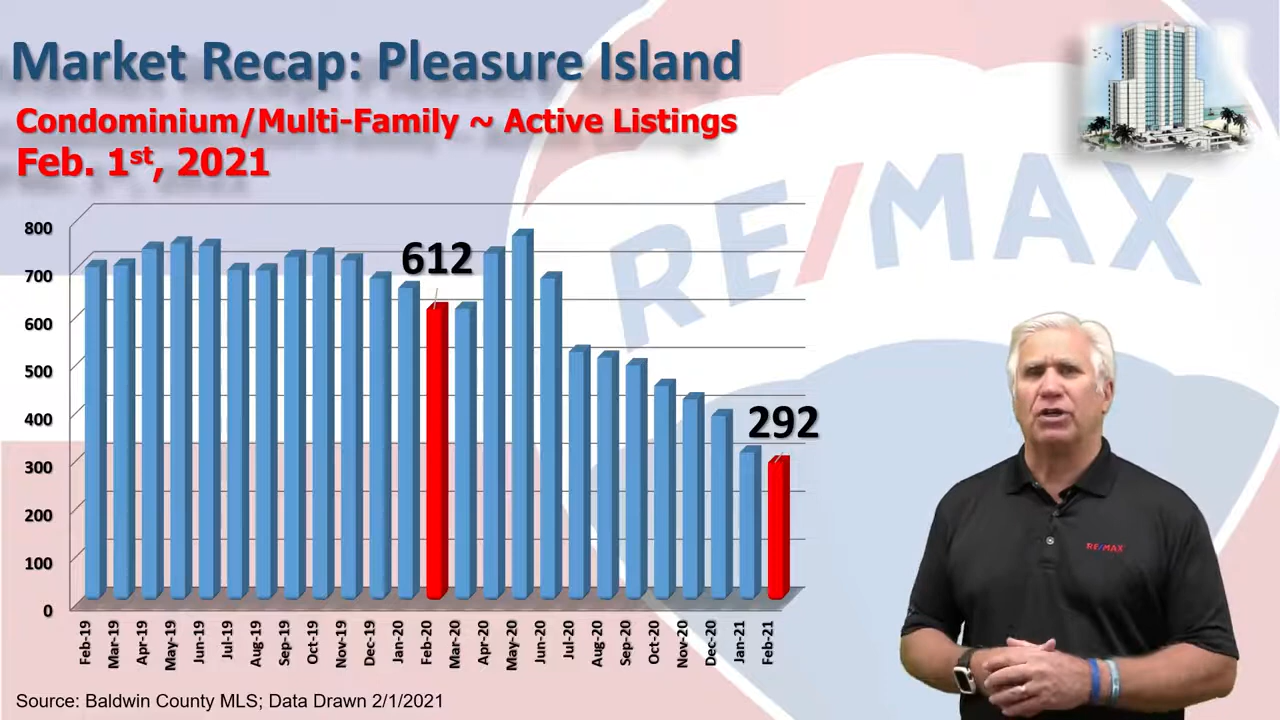 Market Recap: Pleasure Island
Condominium/Multi-Family ~ Active Listings
Feb. 1st, 2021
RE/MAX
800
700
600
500
400
300
200
100
0
612
292
Feb-19
Mar-19
Apr-19
May-19
Jun-19
Jul-19
Aug-19
Sep-19
Oct-19
Nov-19
Dec-19
Jan-20
Feb-20
Mar-20
Apr-20
May-20
Jun-20
Jul-20
Aug-20
Sep-20
Oct-20
Nov-20
Dec-20
Jan-21
Feb-21
RE/MAX
Source: Baldwin County MLS; Data Drawn 2/1/2021